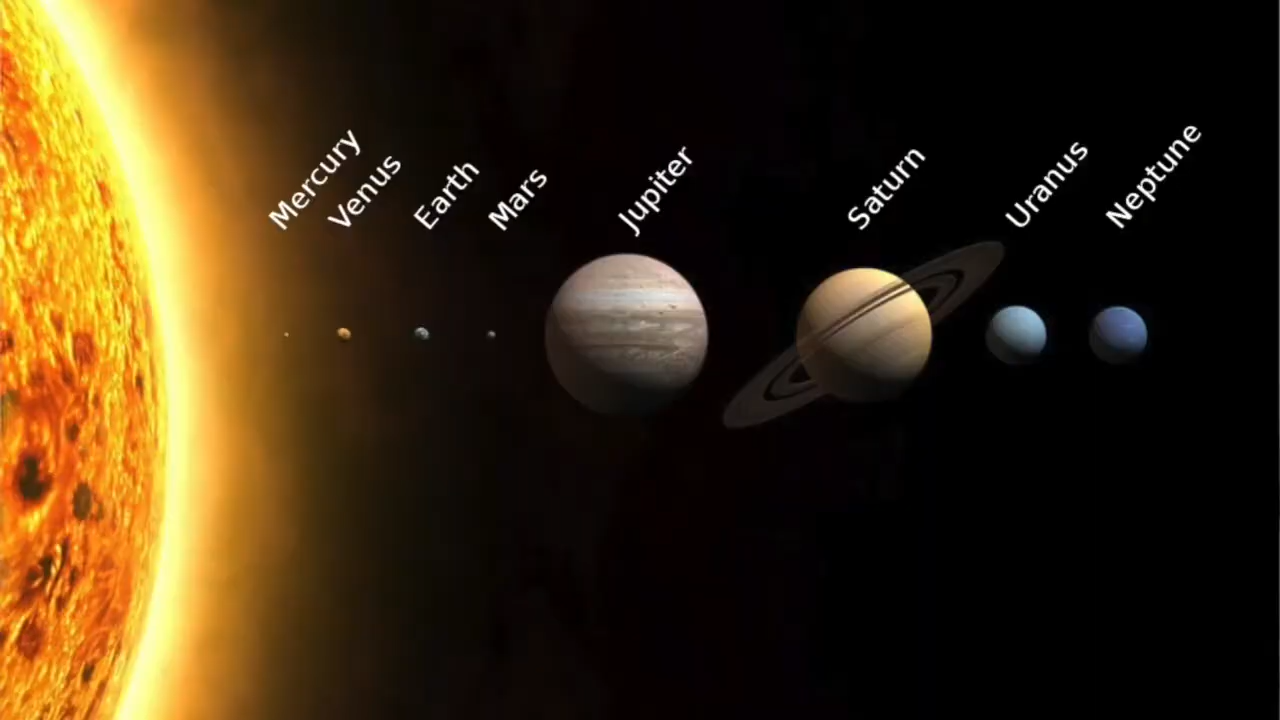 Mercury
Venus
Earth
Mars
Jupiter
Saturn
Uranus
Neptune